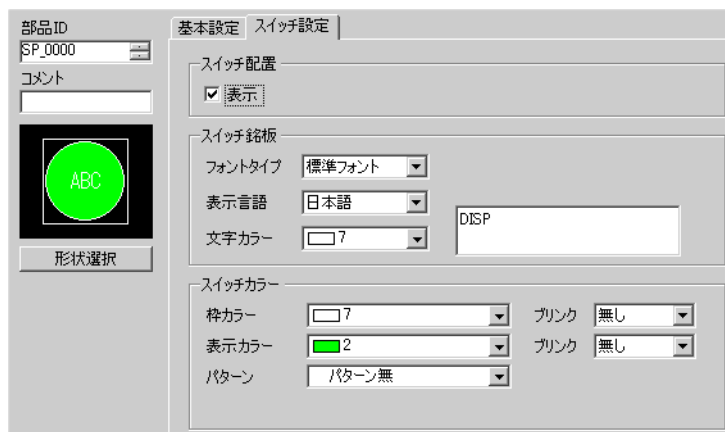 部品ID
SP_0000
コメント
ABC
形状選択
基本設定 スイッチ設定
スイッチ配置
表示
スイッチ銘板
フォントタイプ 標準フォント
表示言語 日本語
文字カラー 7
DISP
スイッチカラー
枠カラー 7 ブリンク 無し
表示カラー 2 ブリンク 無し
パターン パターン無